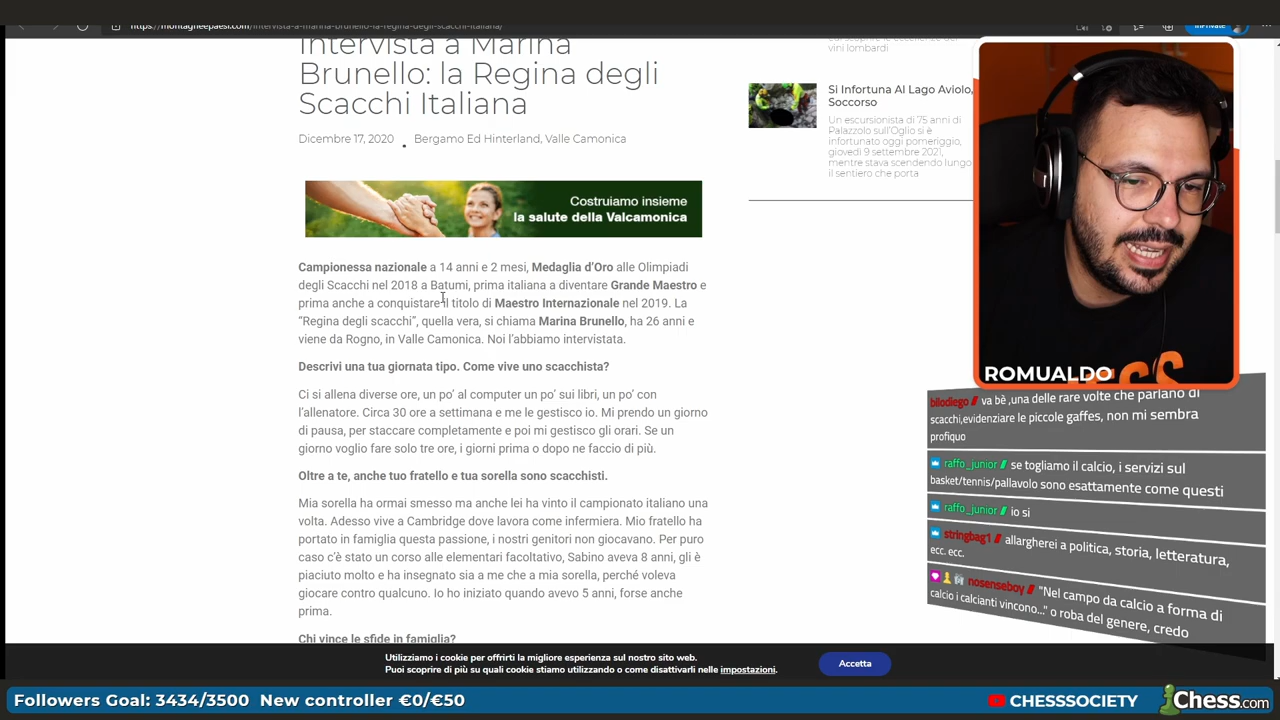 https://montagneepaesi.com/intervista-a-marina-brunello-la-regina-degli-scacchi-italiana/
InPrivate
Intervista a Marina
Brunello: la Regina degli
Scacchi Italiana
Dicembre 17, 2020 • Bergamo Ed Hinterland, Valle Camonica
Costruiamo insieme
la salute della Valcamonica
Campionessa nazionale a 14 anni e 2 mesi, Medaglia d’Oro alle Olimpiadi
degli Scacchi nel 2018 a Batumi, prima italiana a diventare Grande Maestro e
prima anche a conquistare il titolo di Maestro Internazionale nel 2019. La
“Regina degli scacchi”, quella vera, si chiama Marina Brunello, ha 26 anni e
viene da Rogno, in Valle Camonica. Noi l’abbiamo intervistata.
Descrivi una tua giornata tipo. Come vive uno scacchista?
Ci si allena diverse ore, un po’ al computer un po’ sui libri, un po’ con
l’allenatore. Circa 30 ore a settimana e me le gestisco io. Mi prendo un giorno
di pausa, per staccare completamente e poi mi gestisco gli orari. Se un
giorno voglio fare solo tre ore, i giorni prima o dopo ne faccio di più.
Oltre a te, anche tuo fratello e tua sorella sono scacchisti.
Mia sorella ha ormai smesso ma anche lei ha vinto il campionato italiano una
volta. Adesso vive a Cambridge dove lavora come infermiera. Mio fratello ha
portato in famiglia questa passione, i nostri genitori non giocavano. Per puro
caso c’è stato un corso alle elementari facoltativo, Sabino aveva 8 anni, gli è
piaciuto molto e ha insegnato sia a me che a mia sorella, perché voleva
giocare contro qualcuno. Io ho iniziato quando avevo 5 anni, forse anche
prima.
Chi vince le sfide in famiglia?
vini lombardi
Si Infortuna Al Lago Aviolo,
Soccorso
Un escursionista di 75 anni di
Palazzolo sull’Oglio si è
infortunato oggi pomeriggio,
giovedì 9 settembre 2021,
mentre stava scendendo lungo
il sentiero che porta
ROMUALDO
bilodiego // va bè ,una delle rare volte che parlano di
scacchi,evidenziare le piccole gaffes, non mi sembra
profiquo
raffo_junior // se togliamo il calcio, i servizi sul
basket/tennis/pallavolo sono esattamente come questi
raffo_junior // io si
stringbag1 // allargherei a politica, storia, letteratura,
ecc. ecc.
nosenseboy // "Nel campo da calcio a forma di
calcio i calcianti vincono..." o roba del genere, credo
Utilizziamo i cookie per offrirti la migliore esperienza sul nostro sito web.
Puoi scoprire di più su quali cookie stiamo utilizzando o come disattivarli nelle impostazioni.
Accetta
Followers Goal: 3434/3500 New controller €0/€50
CHESSSOCIETY
Chess.com